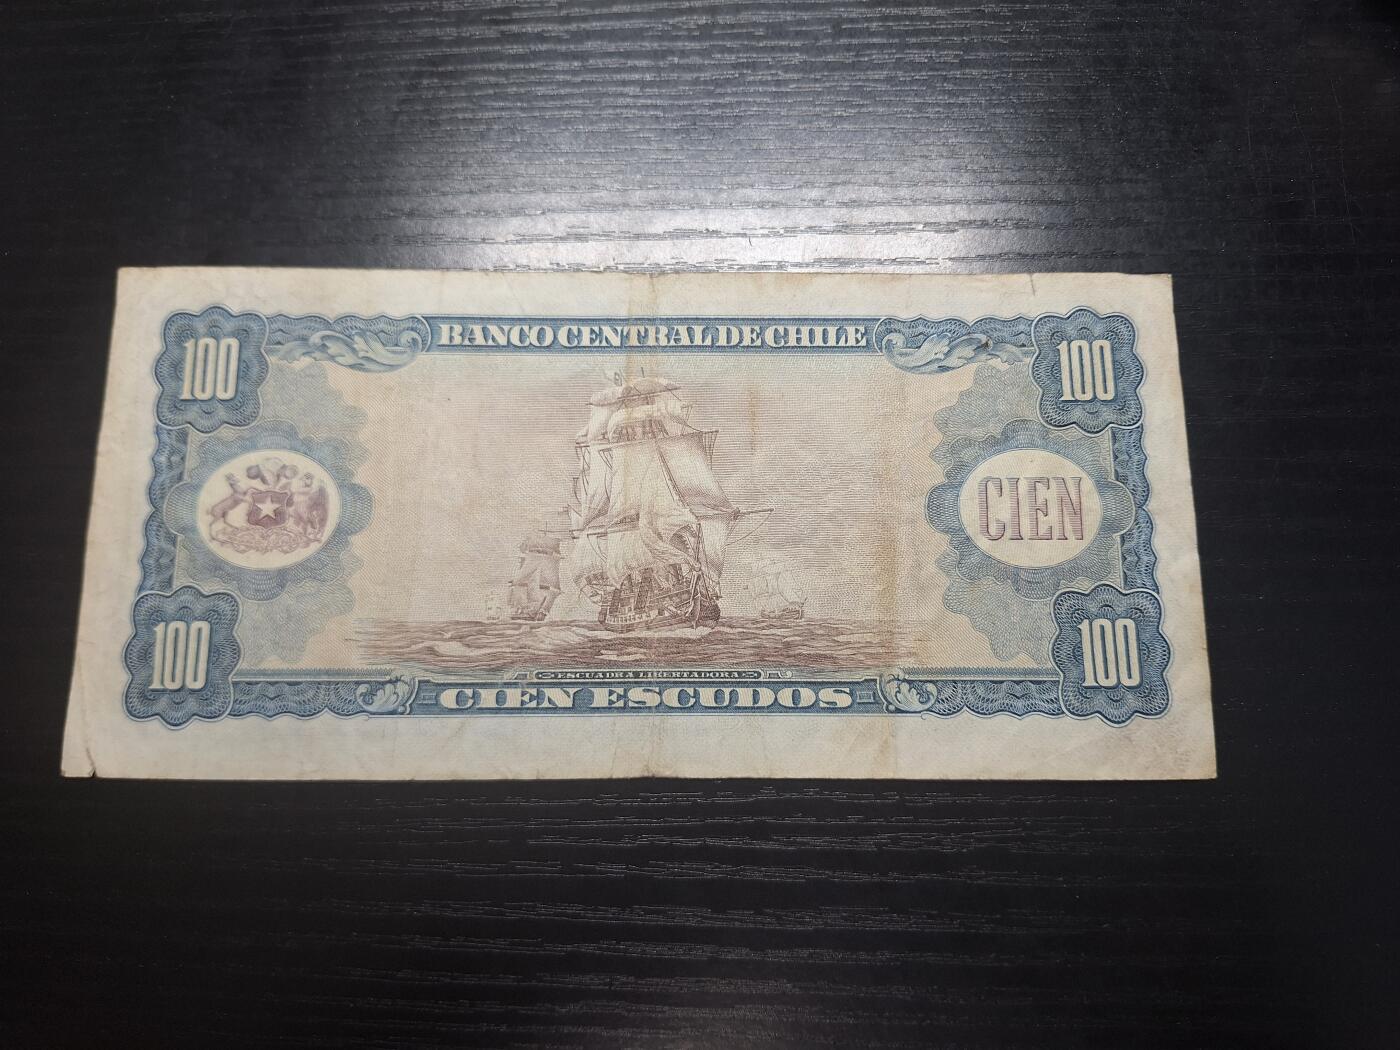 100 BANCO CENTRAL DE CHILE 100
CIEN
ESCUADRA LIBERTADORA
100 CIEN ESCUDOS 100